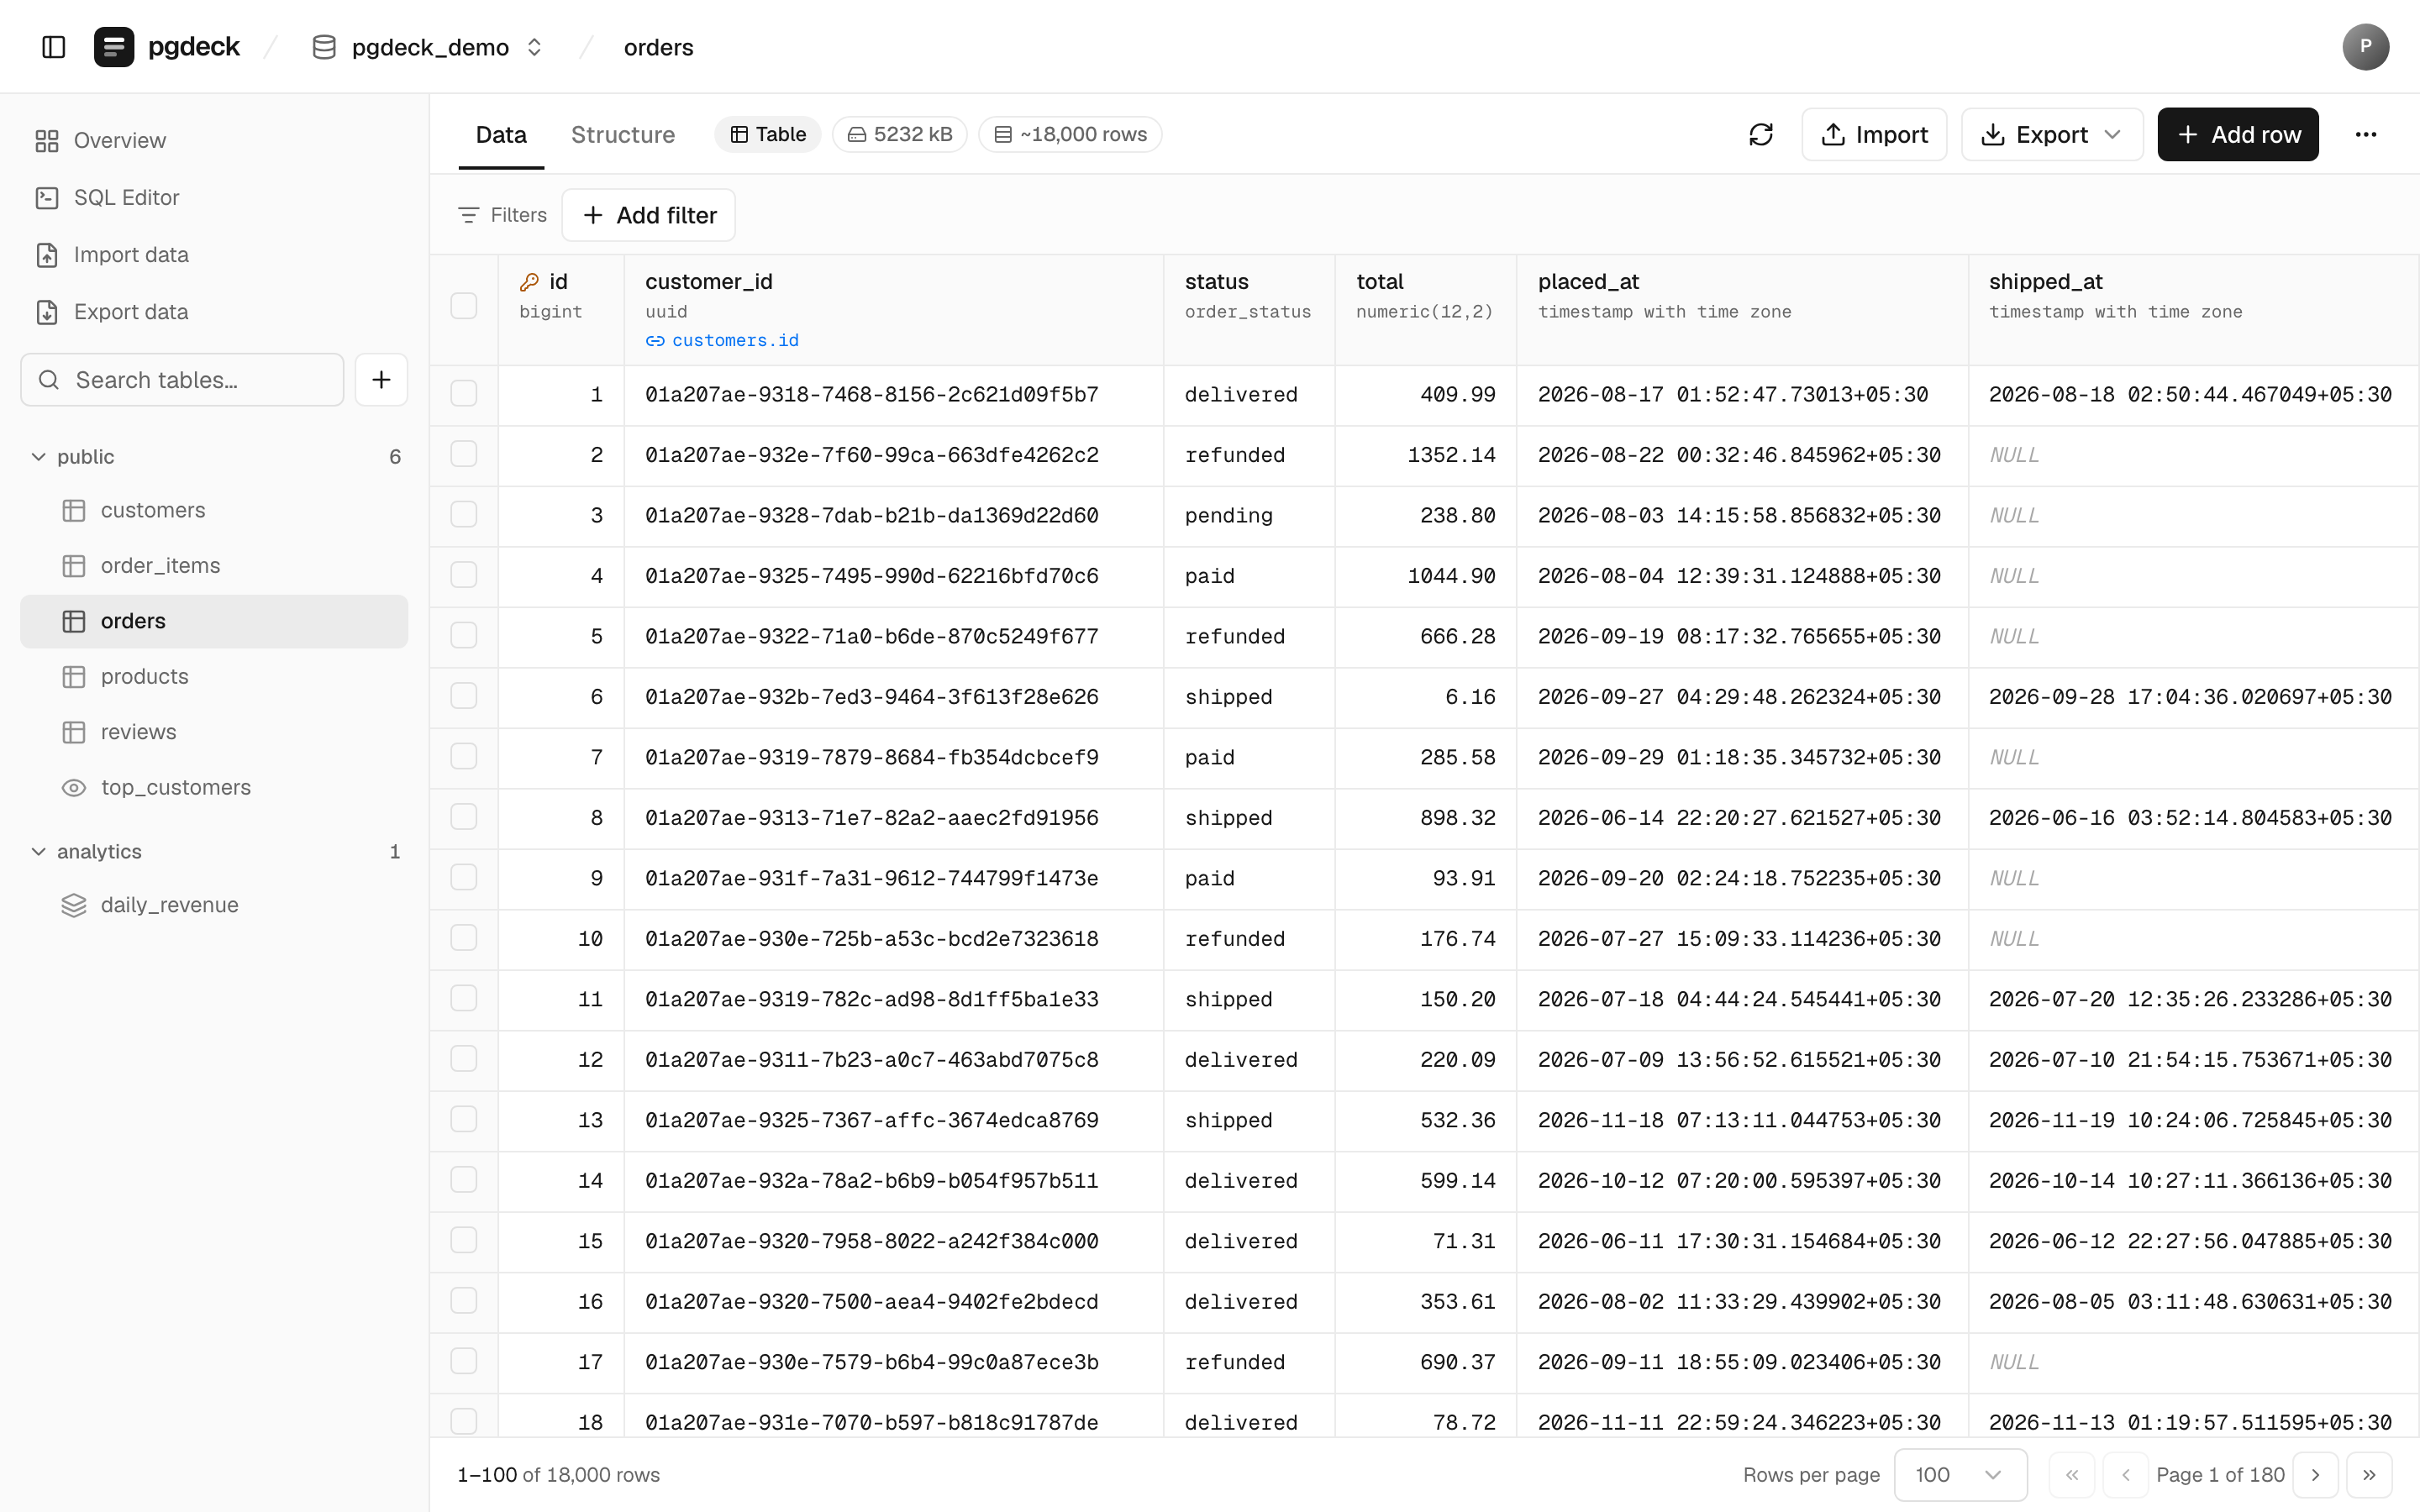 pgdeck / pgdeck_demo / orders P
Overview
SQL Editor
Import data
Export data
Search tables...
public 6
customers
order_items
orders
products
reviews
top_customers
analytics 1
daily_revenue
Data Structure Table 5232 kB ~18,000 rows Import Export Add row
Filters Add filter
id customer_id status total placed_at shipped_at
bigint uuid order_status numeric(12,2) timestamp with time zone timestamp with time zone
customers.id
1 01a207ae-9318-7468-8156-2c621d09f5b7 delivered 409.99 2026-08-17 01:52:47.73013+05:30 2026-08-18 02:50:44.467049+05:30
2 01a207ae-932e-7f60-99ca-663dfe4262c2 refunded 1352.14 2026-08-22 00:32:46.845962+05:30 NULL
3 01a207ae-9328-7dab-b21b-da1369d22d60 pending 238.80 2026-08-03 14:15:58.856832+05:30 NULL
4 01a207ae-9325-7495-990d-62216bfd70c6 paid 1044.90 2026-08-04 12:39:31.124888+05:30 NULL
5 01a207ae-9322-71a0-b6de-870c5249f677 refunded 666.28 2026-09-19 08:17:32.765655+05:30 NULL
6 01a207ae-932b-7ed3-9464-3f613f28e626 shipped 6.16 2026-09-27 04:29:48.262324+05:30 2026-09-28 17:04:36.020697+05:30
7 01a207ae-9319-7879-8684-fb354dcbcef9 paid 285.58 2026-09-29 01:18:35.345732+05:30 NULL
8 01a207ae-9313-71e7-82a2-aaec2fd91956 shipped 898.32 2026-06-14 22:20:27.621527+05:30 2026-06-16 03:52:14.804583+05:30
9 01a207ae-931f-7a31-9612-744799f1473e paid 93.91 2026-09-20 02:24:18.752235+05:30 NULL
10 01a207ae-930e-725b-a53c-bcd2e7323618 refunded 176.74 2026-07-27 15:09:33.114236+05:30 NULL
11 01a207ae-9319-782c-ad98-8d1ff5ba1e33 shipped 150.20 2026-07-18 04:44:24.545441+05:30 2026-07-20 12:35:26.233286+05:30
12 01a207ae-9311-7b23-a0c7-463abd7075c8 delivered 220.09 2026-07-09 13:56:52.615521+05:30 2026-07-10 21:54:15.753671+05:30
13 01a207ae-9325-7367-affc-3674edca8769 shipped 532.36 2026-11-18 07:13:11.044753+05:30 2026-11-19 10:24:06.725845+05:30
14 01a207ae-932a-78a2-b6b9-b054f957b511 delivered 599.14 2026-10-12 07:20:00.595397+05:30 2026-10-14 10:27:11.366136+05:30
15 01a207ae-9320-7958-8022-a242f384c000 delivered 71.31 2026-06-11 17:30:31.154684+05:30 2026-06-12 22:27:56.047885+05:30
16 01a207ae-9320-7500-aea4-9402fe2bdecd delivered 353.61 2026-08-02 11:33:29.439902+05:30 2026-08-05 03:11:48.630631+05:30
17 01a207ae-930e-7579-b6b4-99c0a87ece3b refunded 690.37 2026-09-11 18:55:09.023406+05:30 NULL
18 01a207ae-931e-7070-b597-b818c91787de delivered 78.72 2026-11-11 22:59:24.346223+05:30 2026-11-13 01:19:57.511595+05:30
1–100 of 18,000 rows Rows per page 100 Page 1 of 180